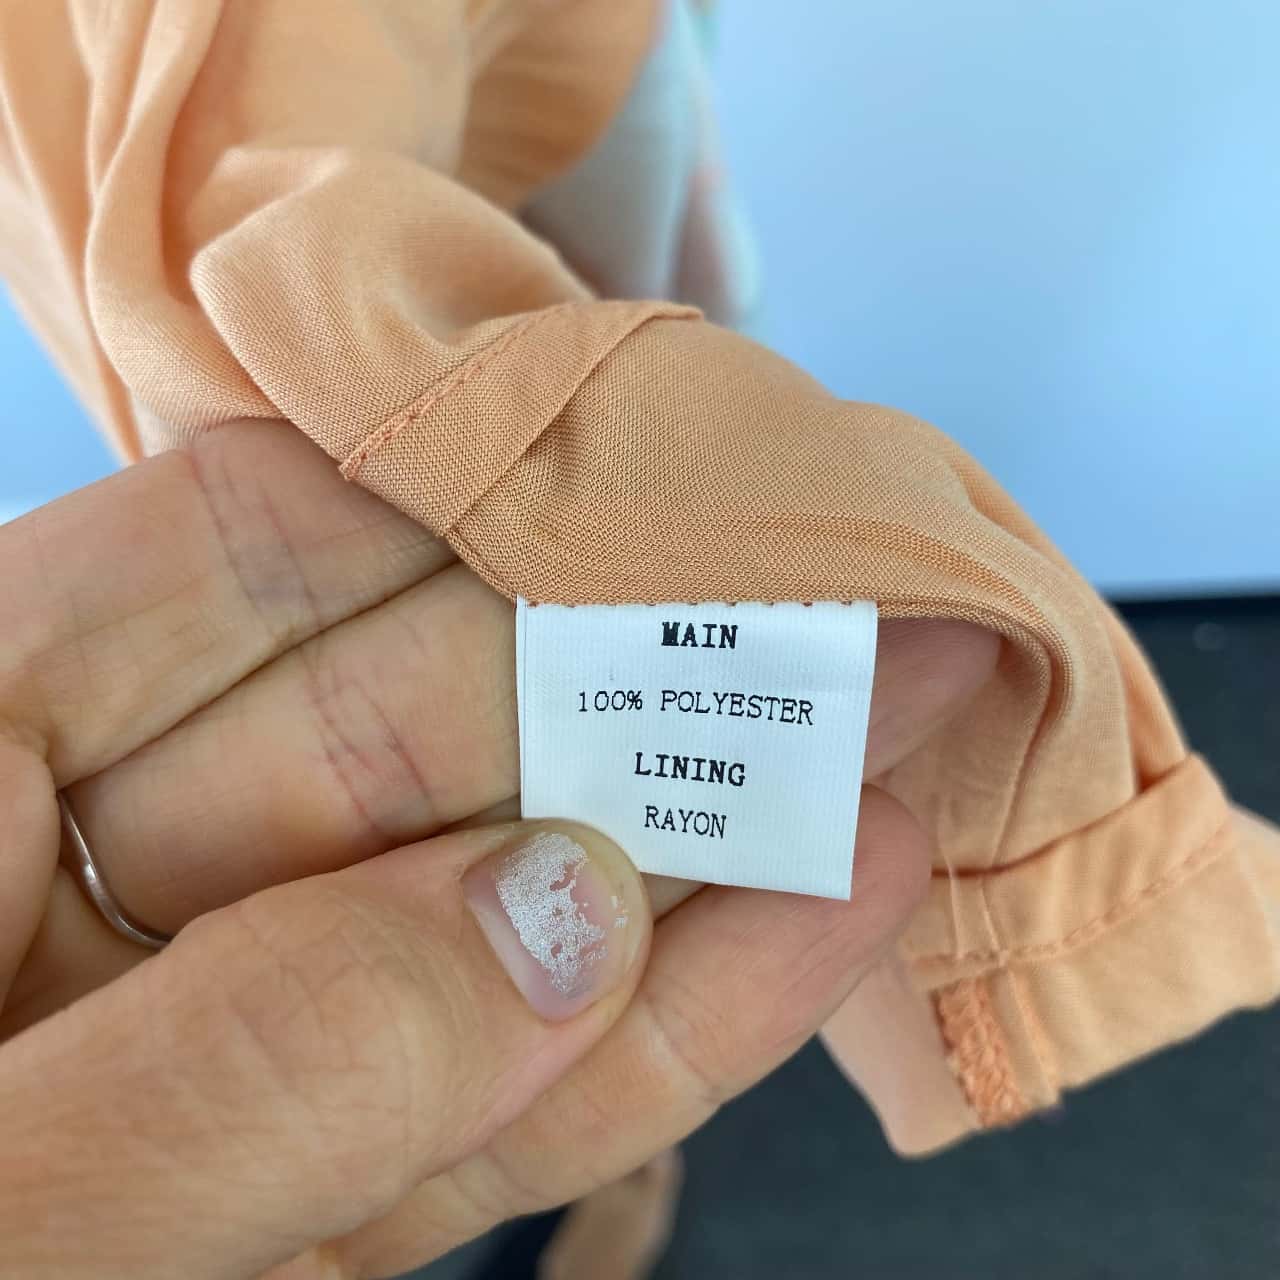 MAIN
100% POLYESTER
LINING
RAYON